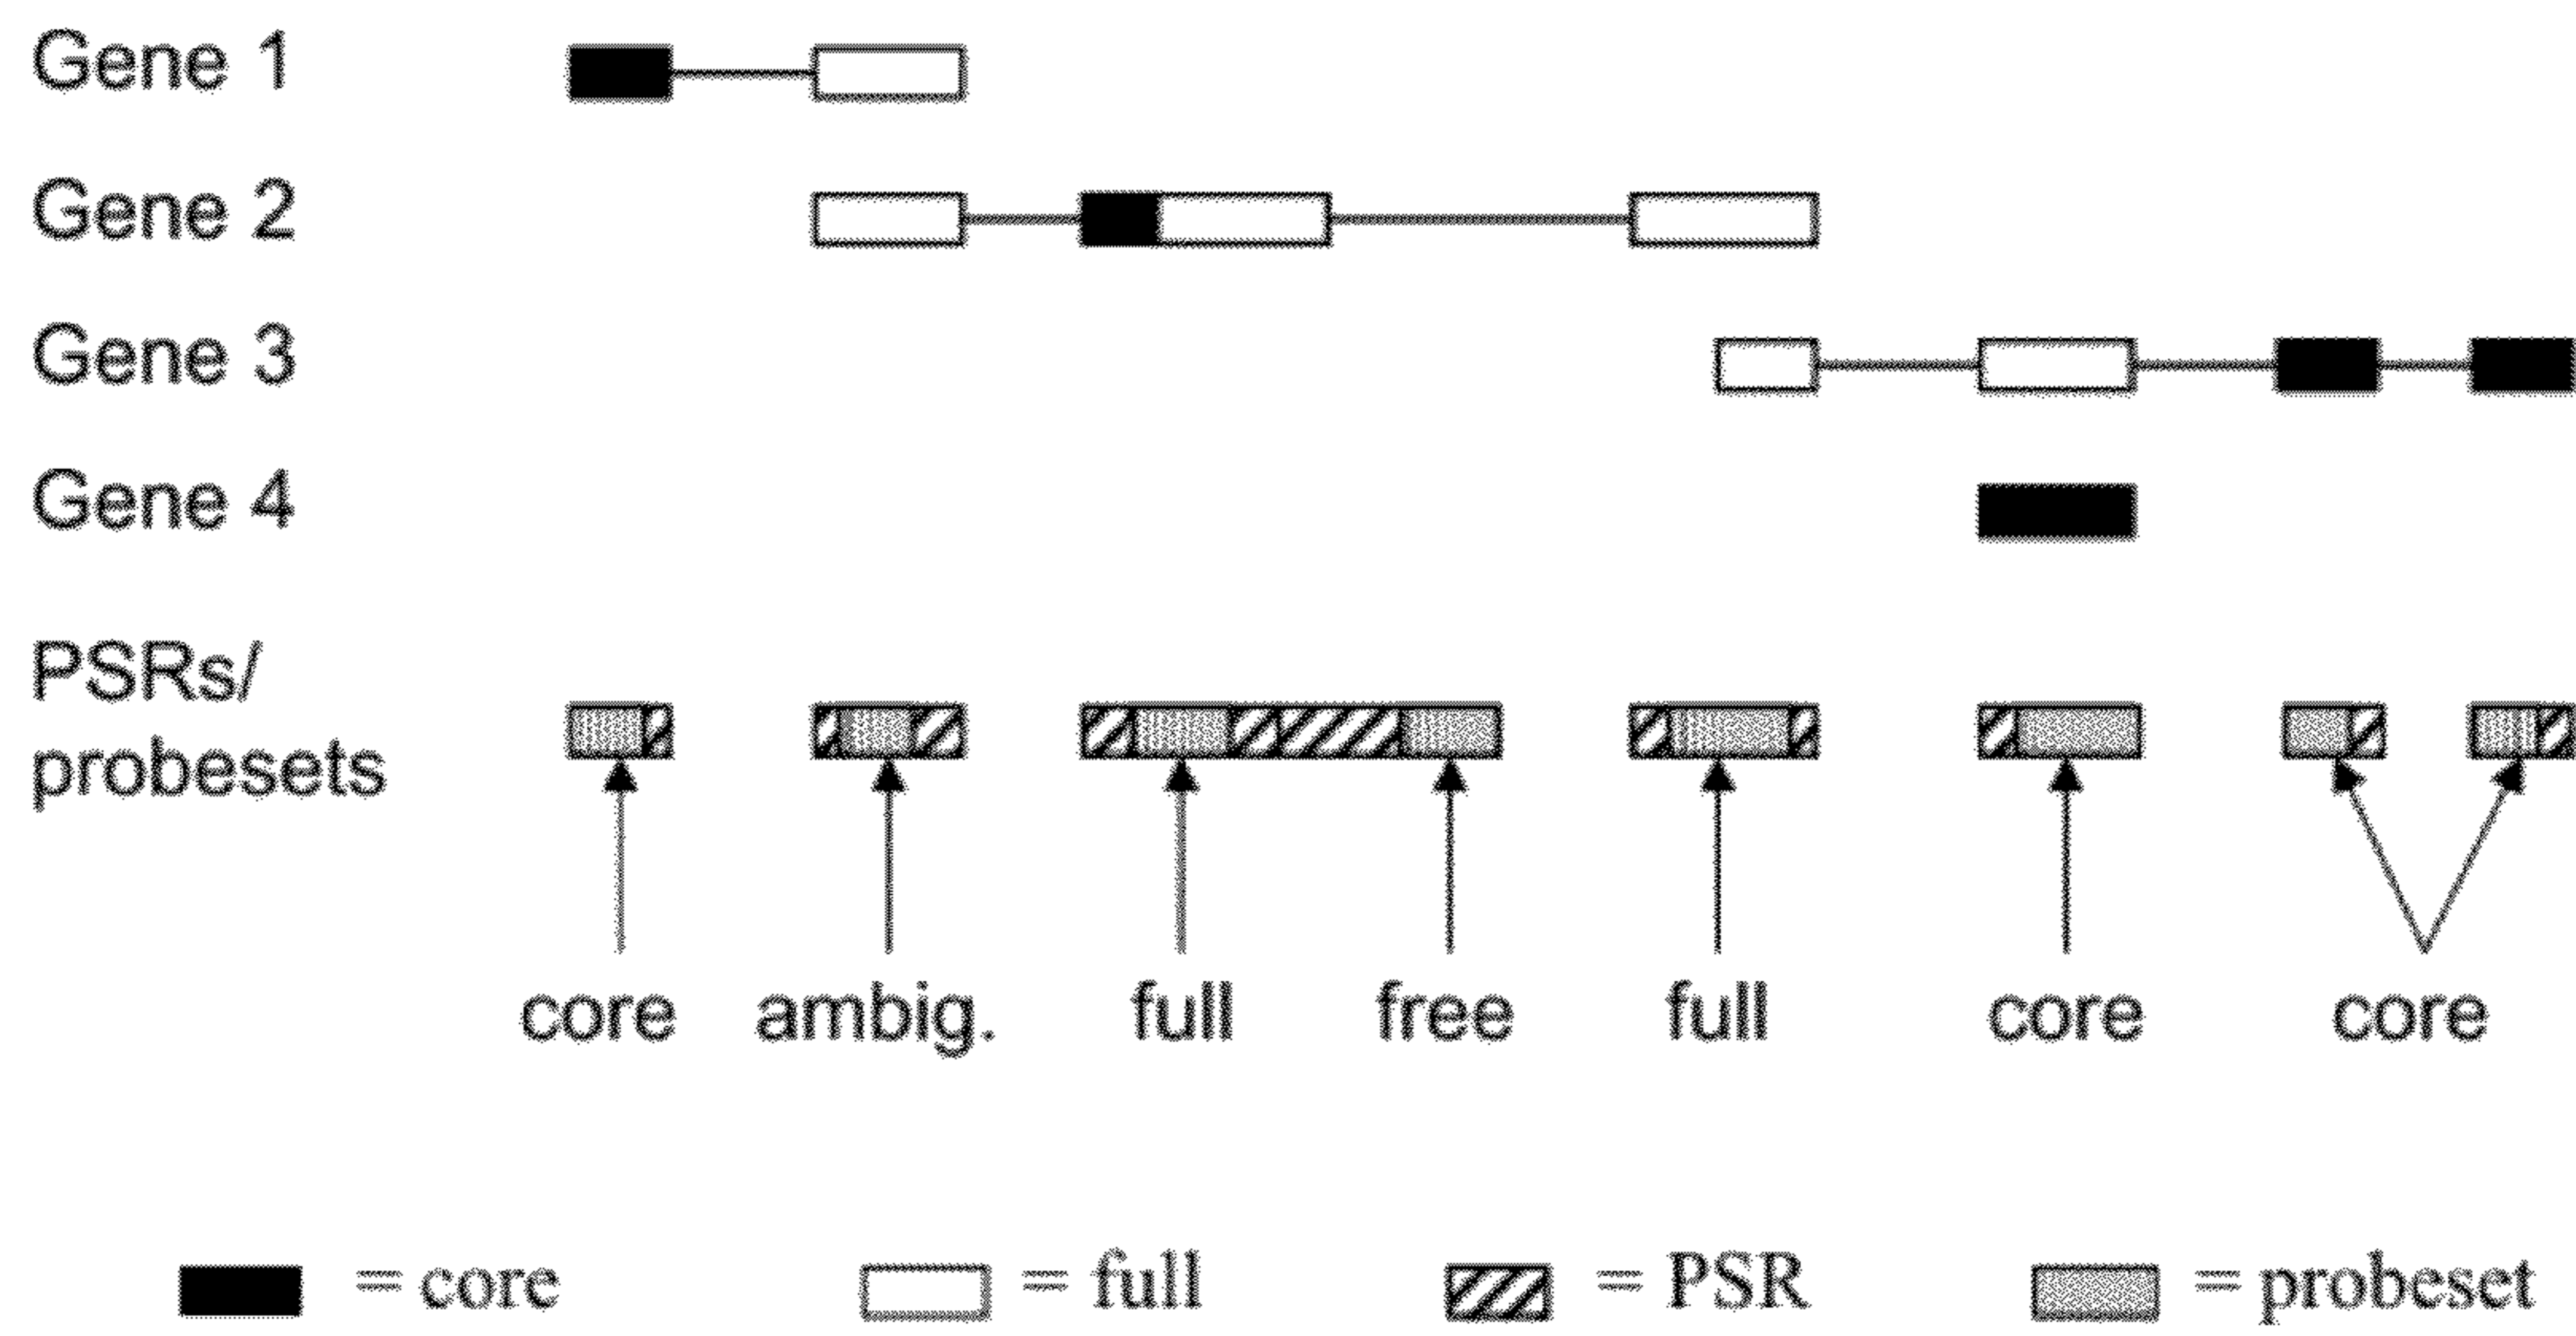 Gene 1
Gene 2
Gene 3
Gene 4
PSRs/
probesets
core ambig. full free full core core
= core = full = PSR = probeset